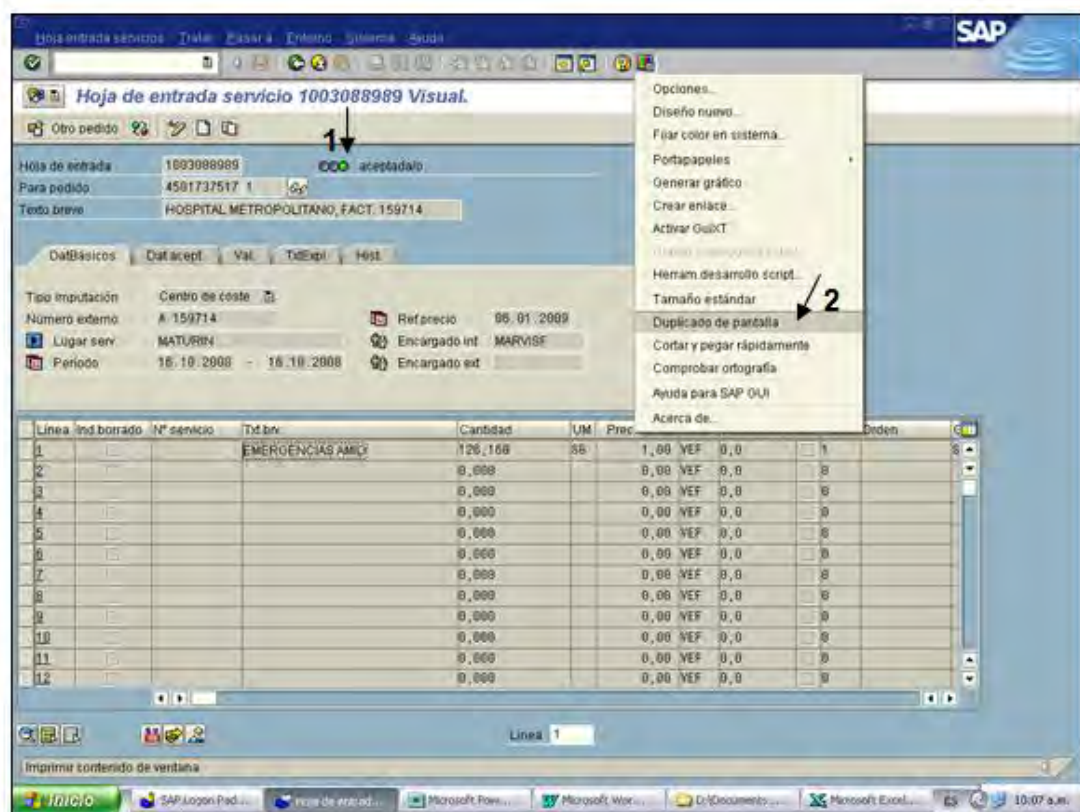 Hoja entrada servicios Tratar Pasar a Entorno Sistema Ayuda
SAP
Hoja de entrada servicio 1003088989 Visual.
Otro pedido
1
Hoja de entrada 1003088989 aceptada/o
Para pedido 4501737517 1
Texto breve HOSPITAL METROPOLITANO, FACT. 159714
DatBásicos Dat.acept. Val. TxtExpl Hist.
Tipo imputación Centro de coste
Número externo A 159714 Ref.precio 06.01.2009
Lugar serv. MATURIN Encargado int MARVISF
Período 16.10.2008 - 16.10.2008 Encargado ext
Opciones...
Diseño nuevo...
Fijar color en sistema...
Portapapeles
Generar gráfico
Crear enlace...
Activar GuiXT
Herram.desarrollo script...
Tamaño estándar
2
Duplicado de pantalla
Cortar y pegar rápidamente
Comprobar ortografía
Ayuda para SAP GUI
Acerca de...
Línea Ind.borrado Nº servicio Txt.brv. Cantidad UM Prec Orden
1 EMERGENCIAS AMILY 126,160 SB 1,00 VEF 0,0 1
2 0,000 0,00 VEF 0,0 0
3 0,000 0,00 VEF 0,0 0
4 0,000 0,00 VEF 0,0 0
5 0,000 0,00 VEF 0,0 0
6 0,000 0,00 VEF 0,0 0
7 0,000 0,00 VEF 0,0 0
8 0,000 0,00 VEF 0,0 0
9 0,000 0,00 VEF 0,0 0
10 0,000 0,00 VEF 0,0 0
11 0,000 0,00 VEF 0,0 0
12 0,000 0,00 VEF 0,0 0
Línea 1
Imprimir contenido de ventana
Inicio SAP Logon Pad... Hoja de entrad... Microsoft Pow... Microsoft Wor... D:\Documents ... Microsoft Excel... ES 10:07 a.m.